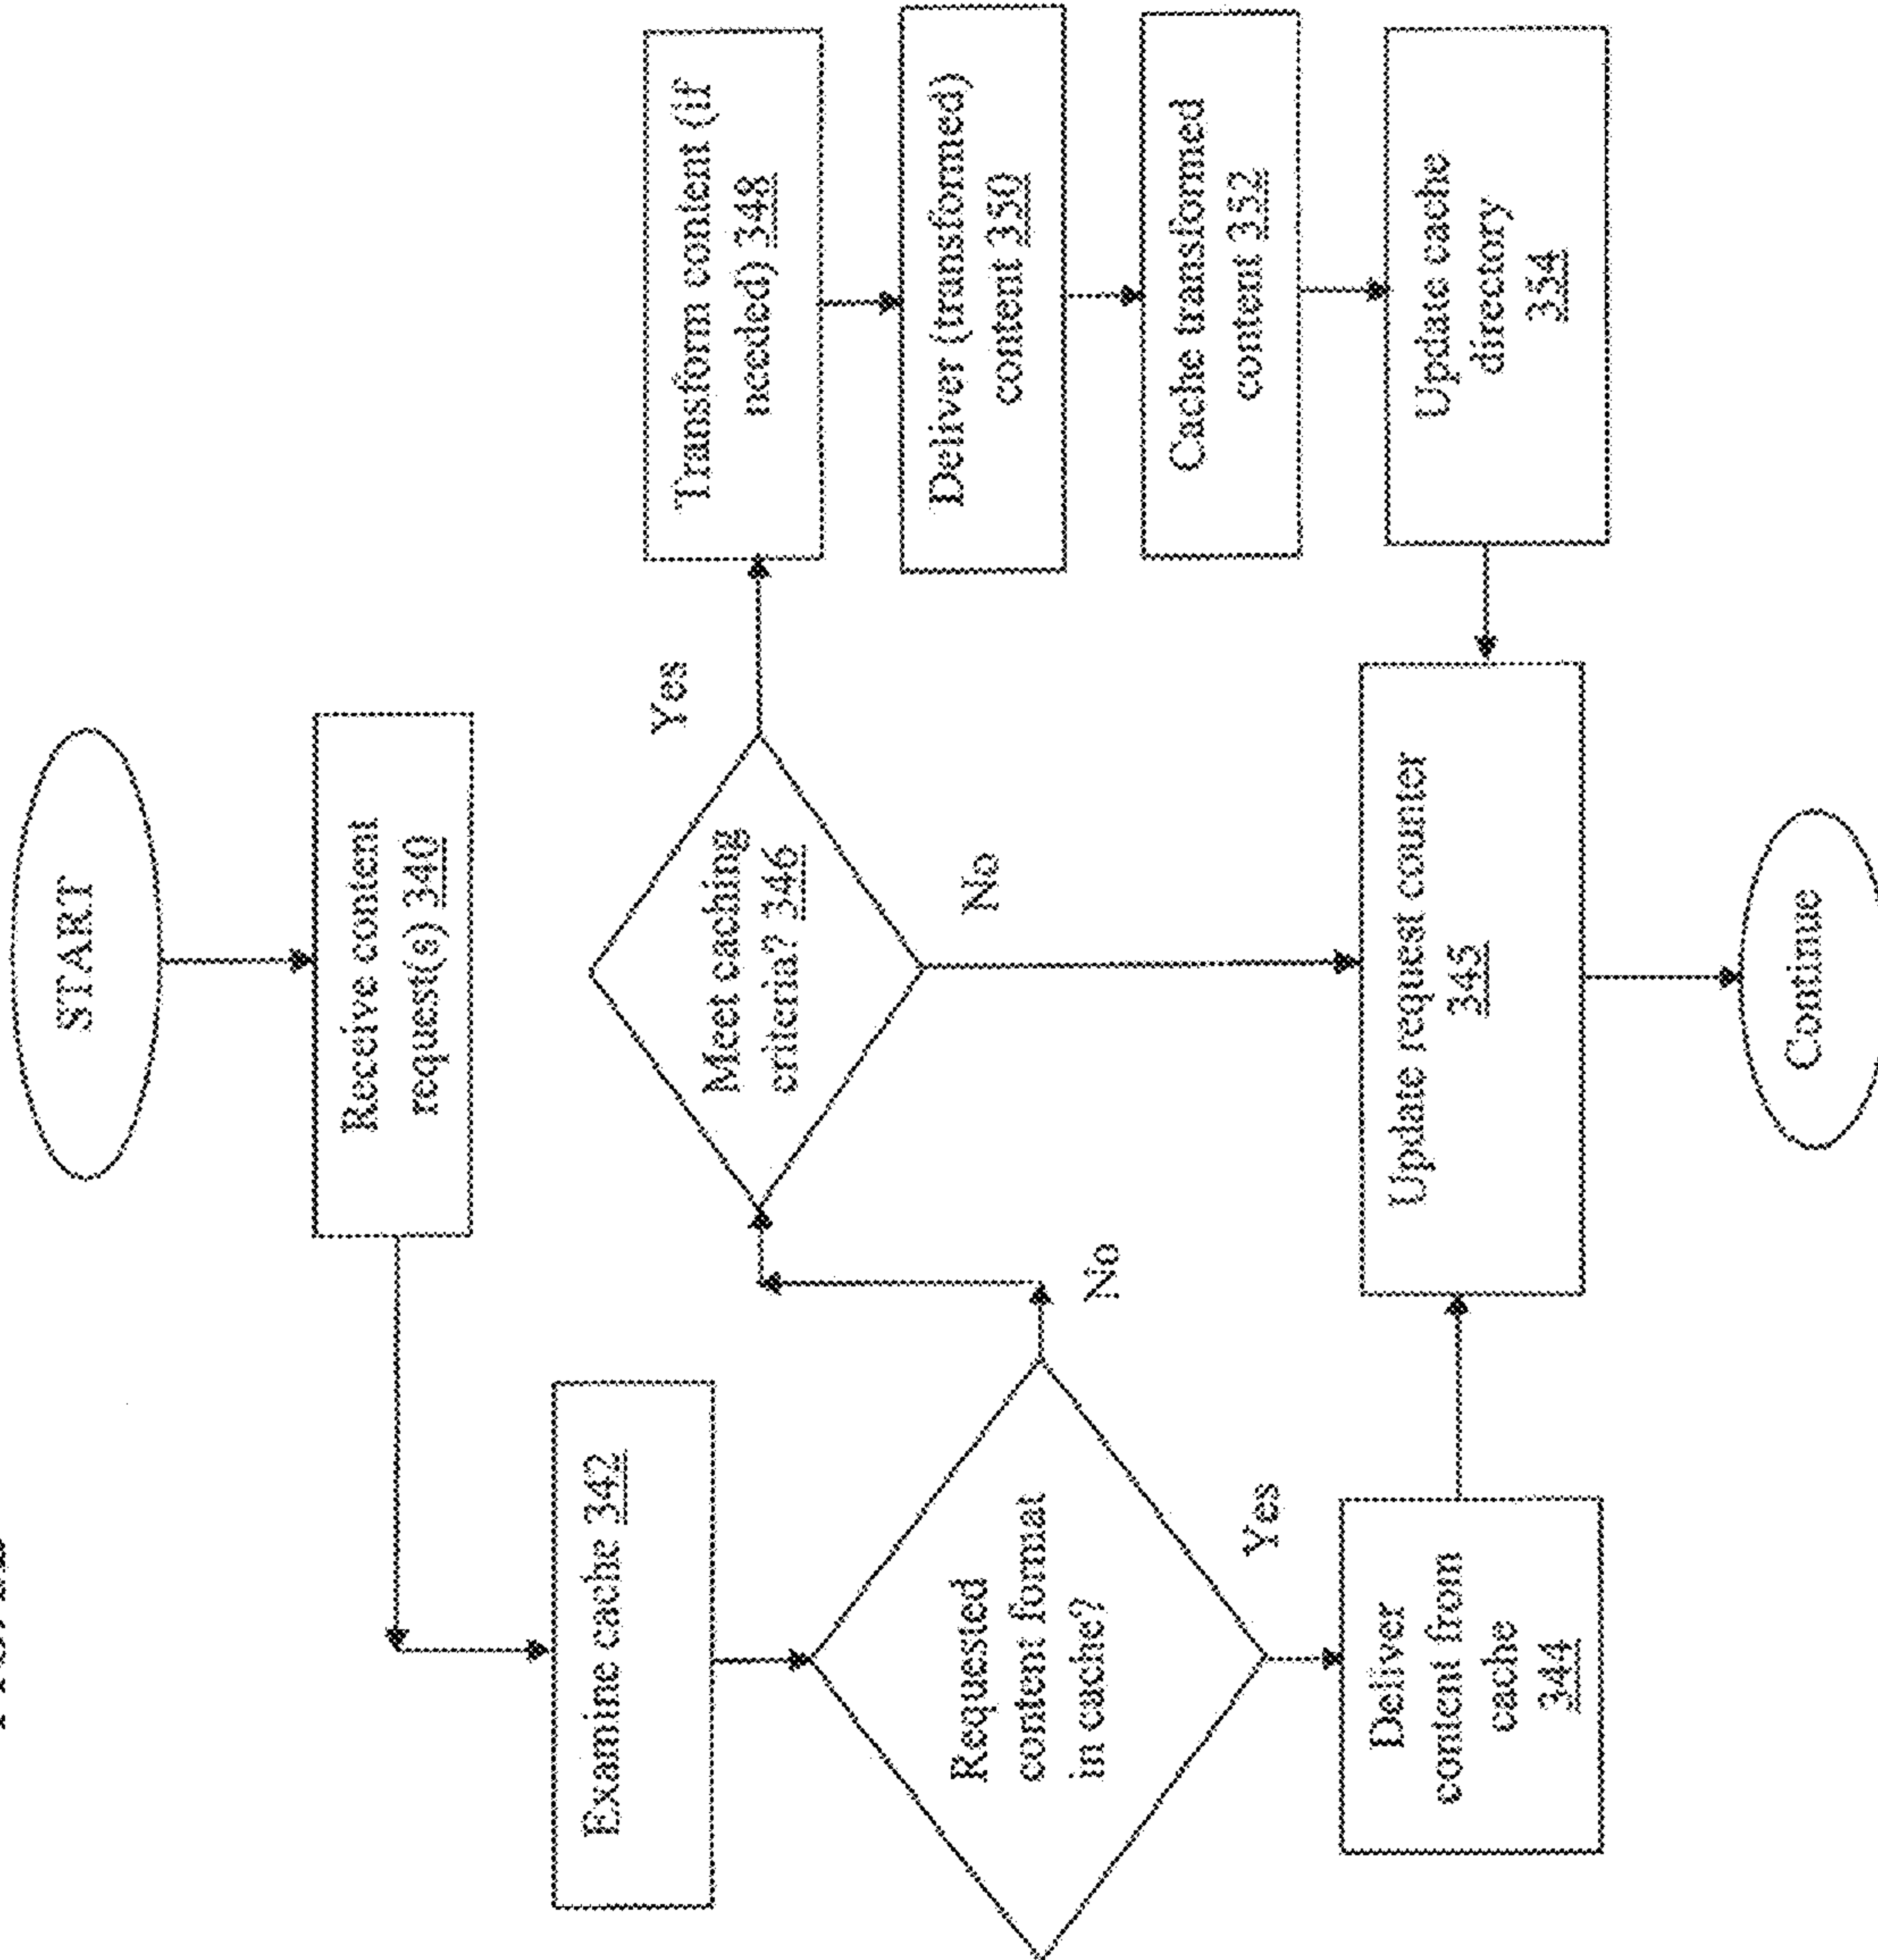 START
Receive content
request(s) 340
Examine cache 342
Requested
content format
in cache?
No
Yes
Deliver
content from
cache
344
Meet caching
criteria? 346
Yes
No
Transform content (if
needed) 348
Deliver (transformed)
content 350
Cache transformed
content 352
Update cache
directory
354
Update request counter
345
Continue